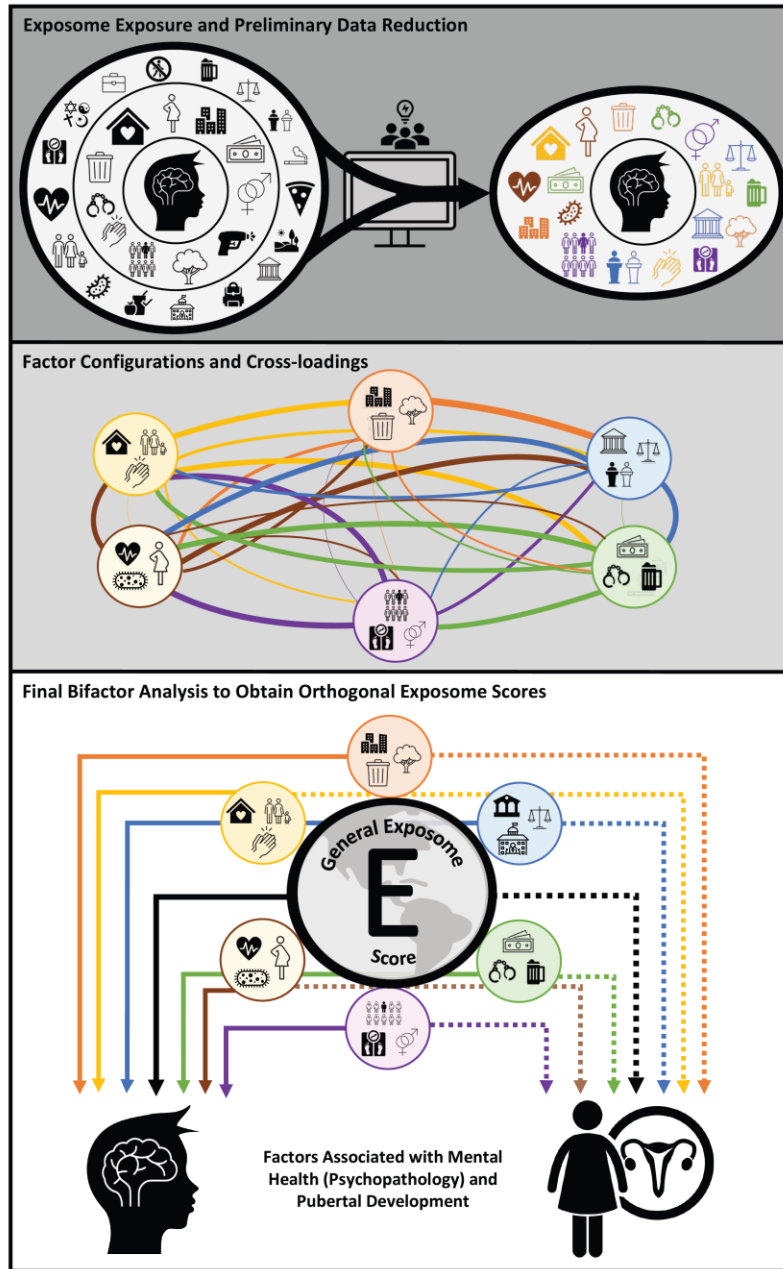 Exposome Exposure and Preliminary Data Reduction
Factor Configurations and Cross-loadings
Final Bifactor Analysis to Obtain Orthogonal Exposome Scores
General Exposome
E
Score
Factors Associated with Mental
Health (Psychopathology) and
Pubertal Development